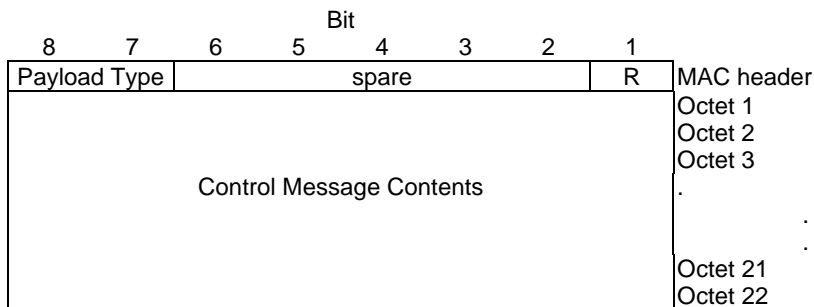 Bit
8 7 6 5 4 3 2 1
Payload Type spare R MAC header
Octet 1
Octet 2
Octet 3
Control Message Contents .
.
.
Octet 21
Octet 22